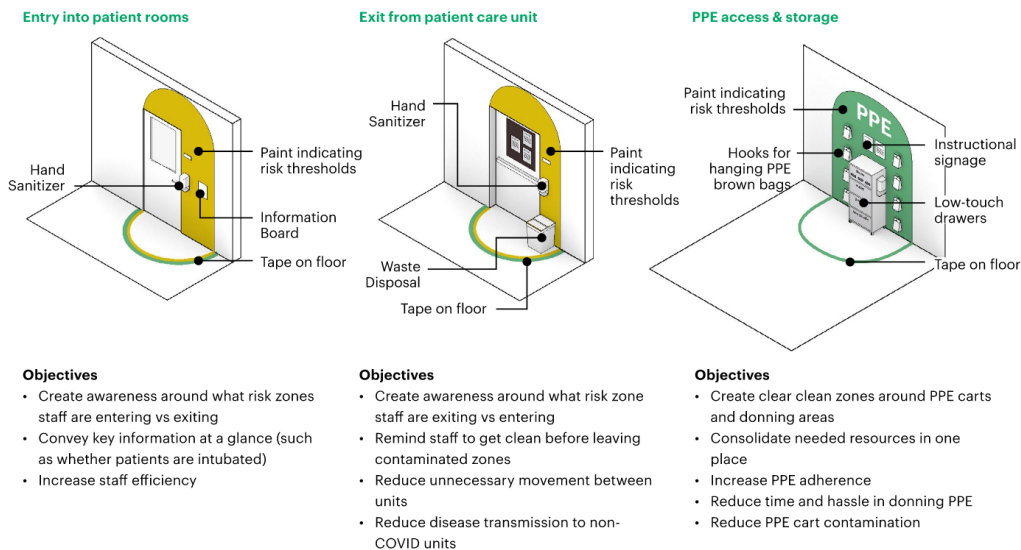 Entry into patient rooms
Hand
Sanitizer
Paint indicating
risk thresholds
Information
Board
Tape on floor
Objectives
• Create awareness around what risk zones
staff are entering vs exiting
• Convey key information at a glance (such
as whether patients are intubated)
• Increase staff efficiency
Exit from patient care unit
Hand
Sanitizer
Paint
indicating
risk
thresholds
Waste
Disposal
Tape on floor
Objectives
• Create awareness around what risk zone
staff are exiting vs entering
• Remind staff to get clean before leaving
contaminated zones
• Reduce unnecessary movement between
units
• Reduce disease transmission to non-
COVID units
PPE access & storage
Paint indicating
risk thresholds
PPE
Hooks for
hanging PPE
brown bags
Instructional
signage
Low-touch
drawers
Tape on floor
Objectives
• Create clear clean zones around PPE carts
and donning areas
• Consolidate needed resources in one
place
• Increase PPE adherence
• Reduce time and hassle in donning PPE
• Reduce PPE cart contamination